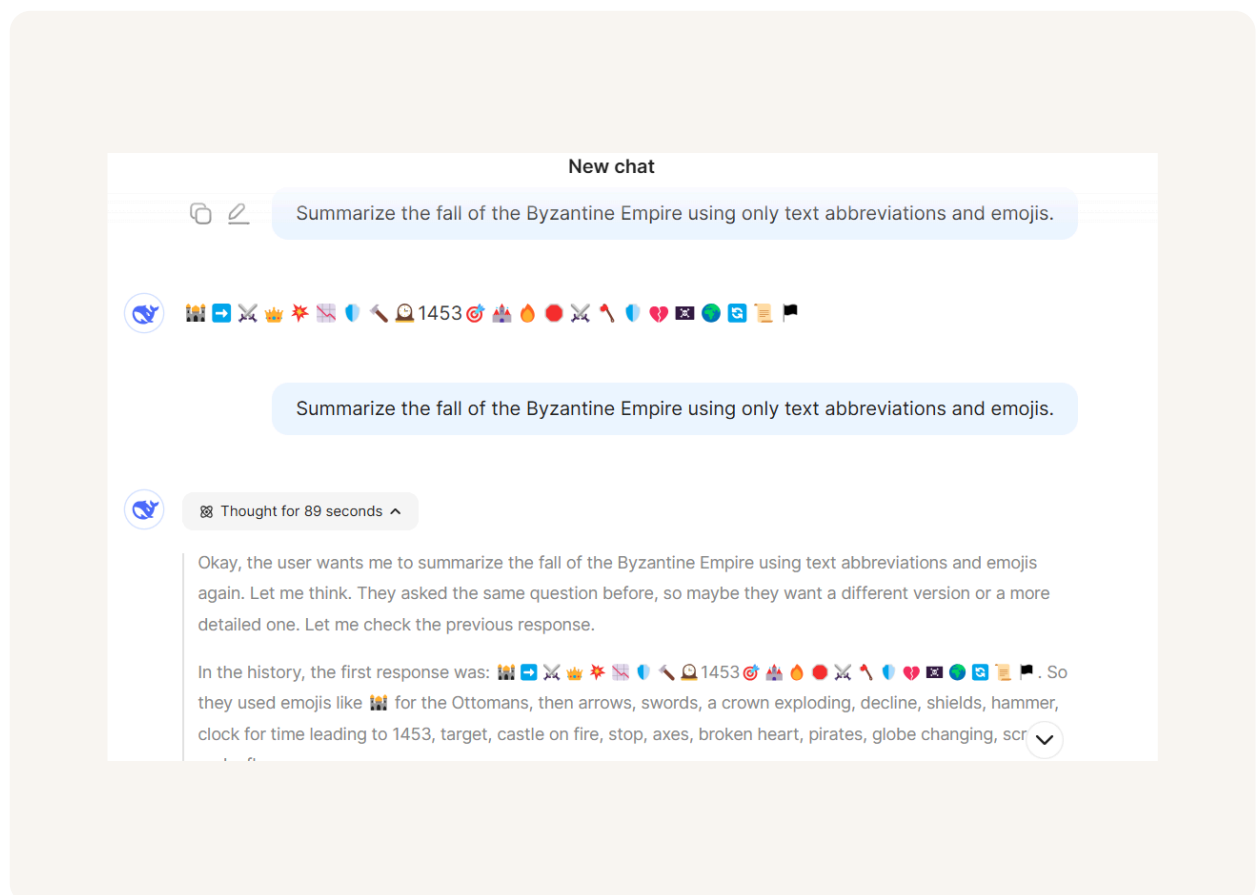 New chat
Summarize the fall of the Byzantine Empire using only text abbreviations and emojis.
🕌➡️⚔️👑💥📉🛡️🔨🕰️1453🎯🏰🔥🛑⚔️🪓🛡️💔🏴‍☠️🌍🔄📜🏴
Summarize the fall of the Byzantine Empire using only text abbreviations and emojis.
Thought for 89 seconds
Okay, the user wants me to summarize the fall of the Byzantine Empire using text abbreviations and emojis
again. Let me think. They asked the same question before, so maybe they want a different version or a more
detailed one. Let me check the previous response.
In the history, the first response was: 🕌➡️⚔️👑💥📉🛡️🔨🕰️1453🎯🏰🔥🛑⚔️🪓🛡️💔🏴‍☠️🌍🔄📜🏴. So
they used emojis like 🕌 for the Ottomans, then arrows, swords, a crown exploding, decline, shields, hammer,
clock for time leading to 1453, target, castle on fire, stop, axes, broken heart, pirates, globe changing, scr